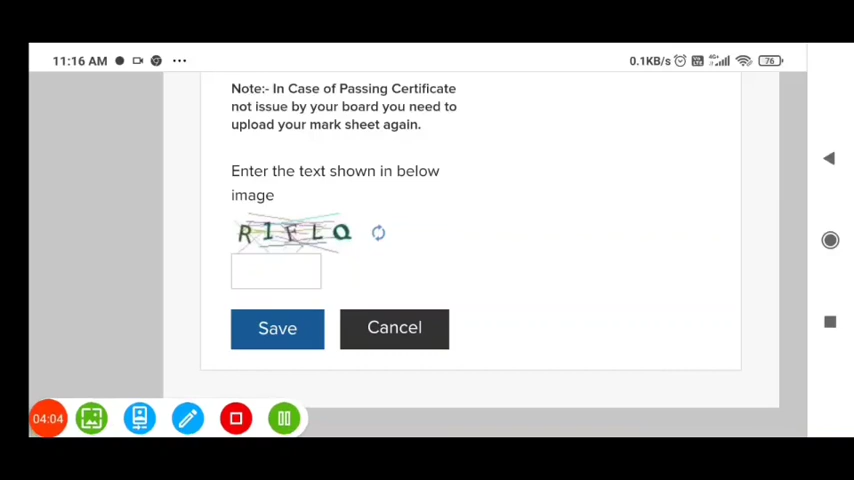 11:16 AM
0.1KB/s
4G+
76
Note:- In Case of Passing Certificate
not issue by your board you need to
upload your mark sheet again.
Enter the text shown in below
image
Save
Cancel
04:04